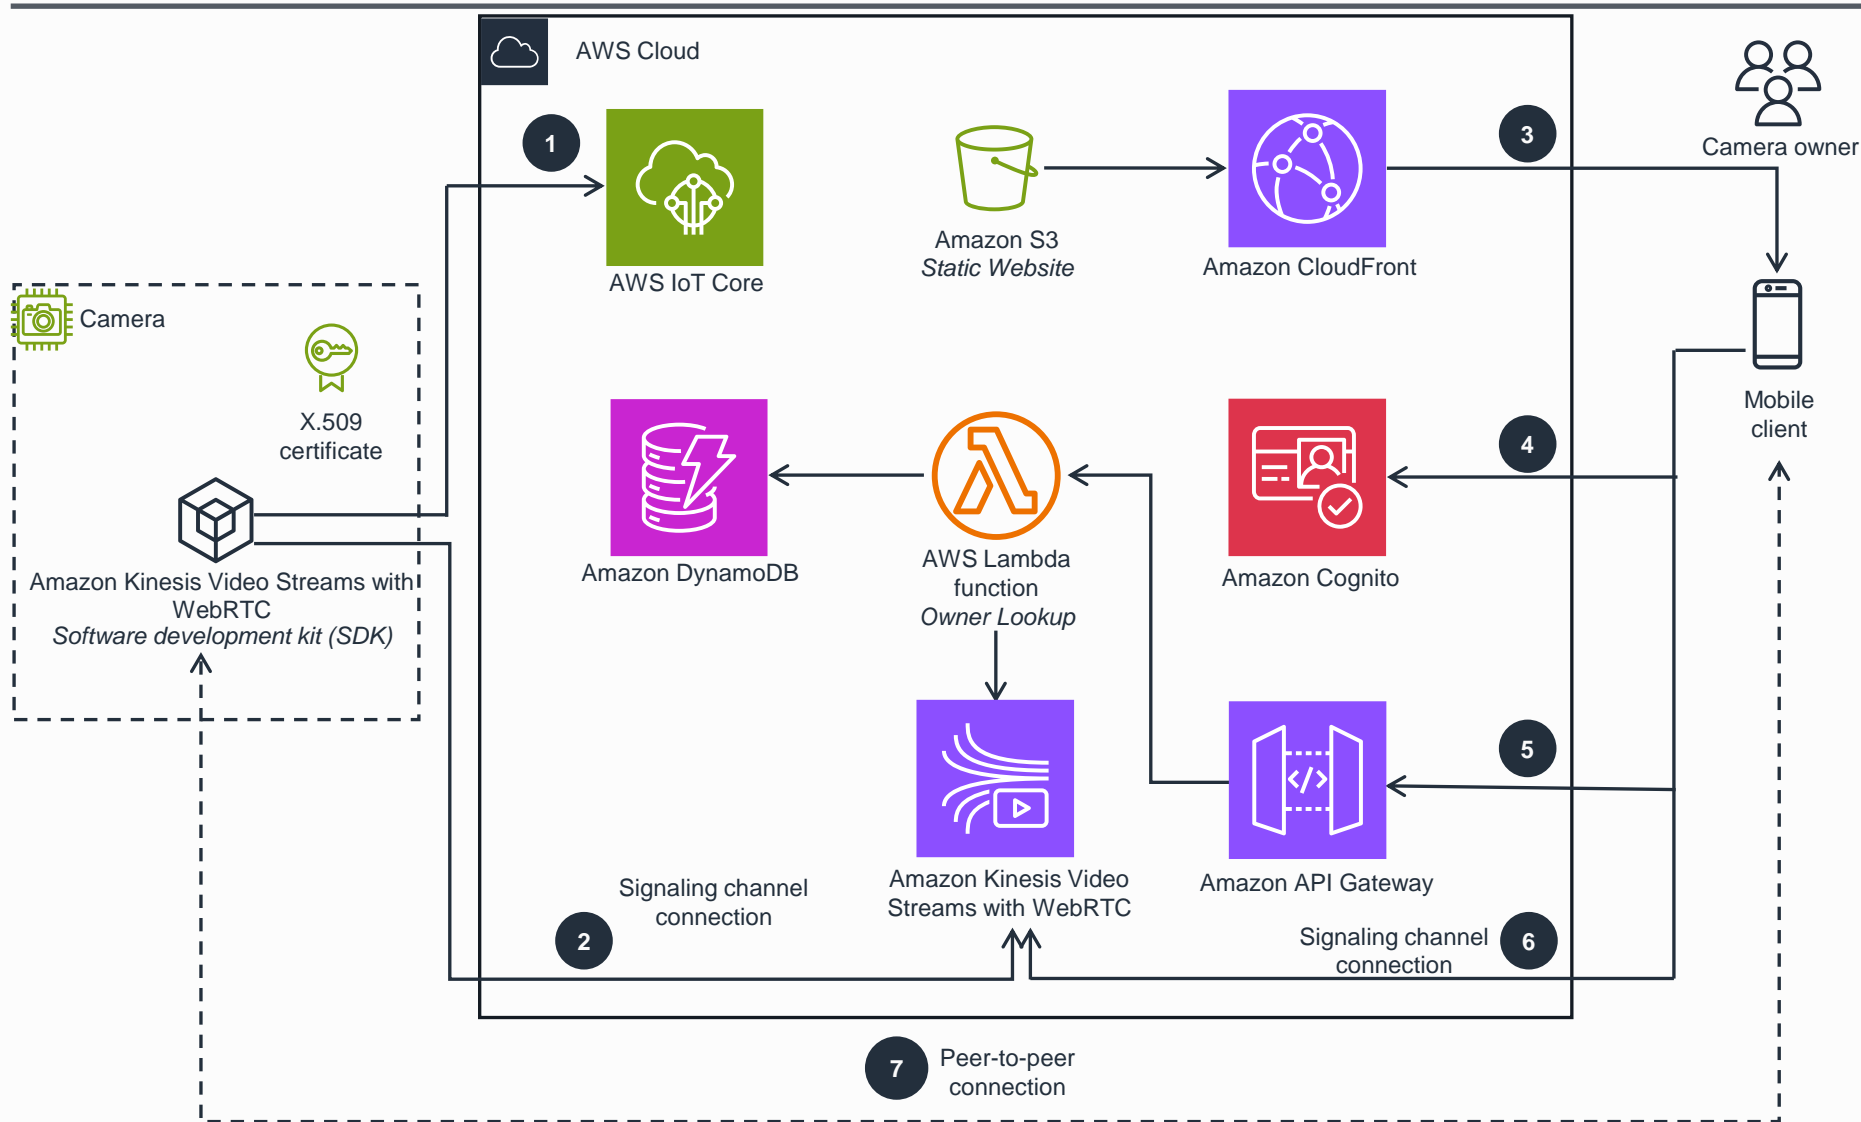 AWS Cloud
1
3
Camera owner
Amazon S3
Static Website
Amazon CloudFront
AWS IoT Core
Camera
X.509
certificate
Mobile
client
4
Amazon Kinesis Video Streams with
WebRTC
Software development kit (SDK)
Amazon DynamoDB
AWS Lambda
function
Owner Lookup
Amazon Cognito
5
Signaling channel
connection
2
Amazon Kinesis Video
Streams with WebRTC
Amazon API Gateway
Signaling channel
connection
6
7
Peer-to-peer
connection